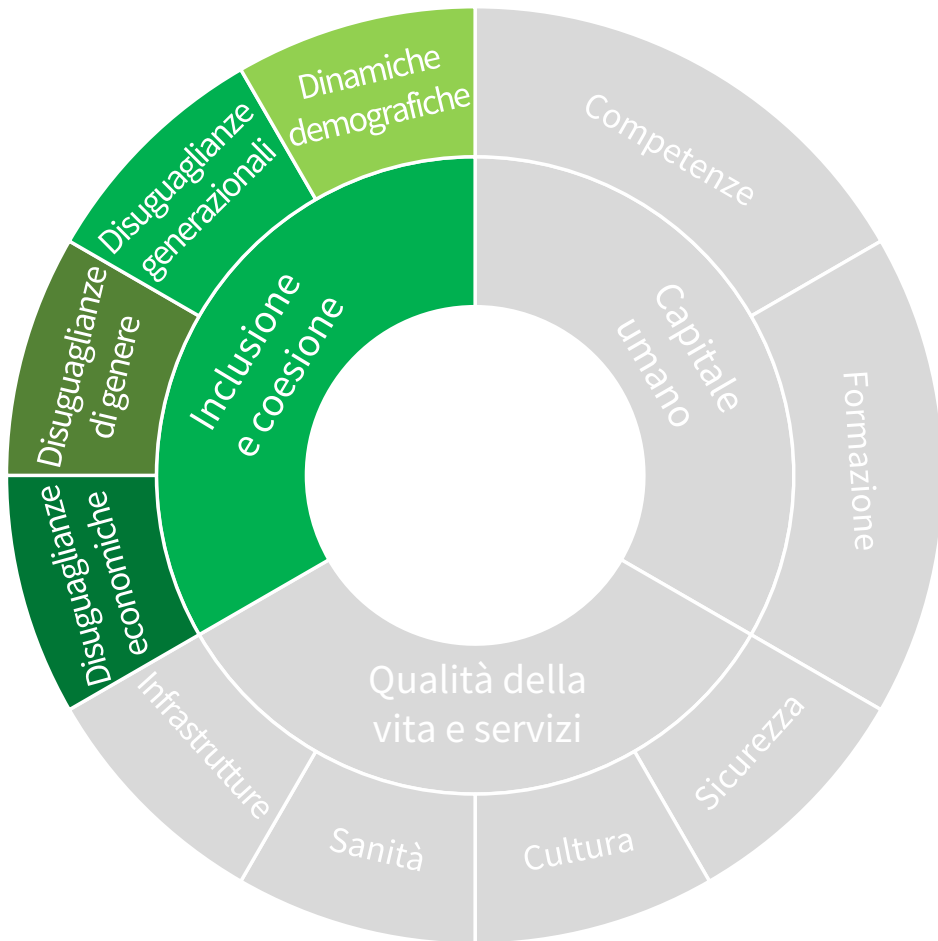 Dinamiche
demografiche
Disuguaglianze
generazionali
Disuguaglianze
di genere
Disuguaglianze
economiche
Inclusione
e coesione
Competenze
Formazione
Capitale
umano
Qualità della
vita e servizi
Infrastrutture
Sanità
Cultura
Sicurezza